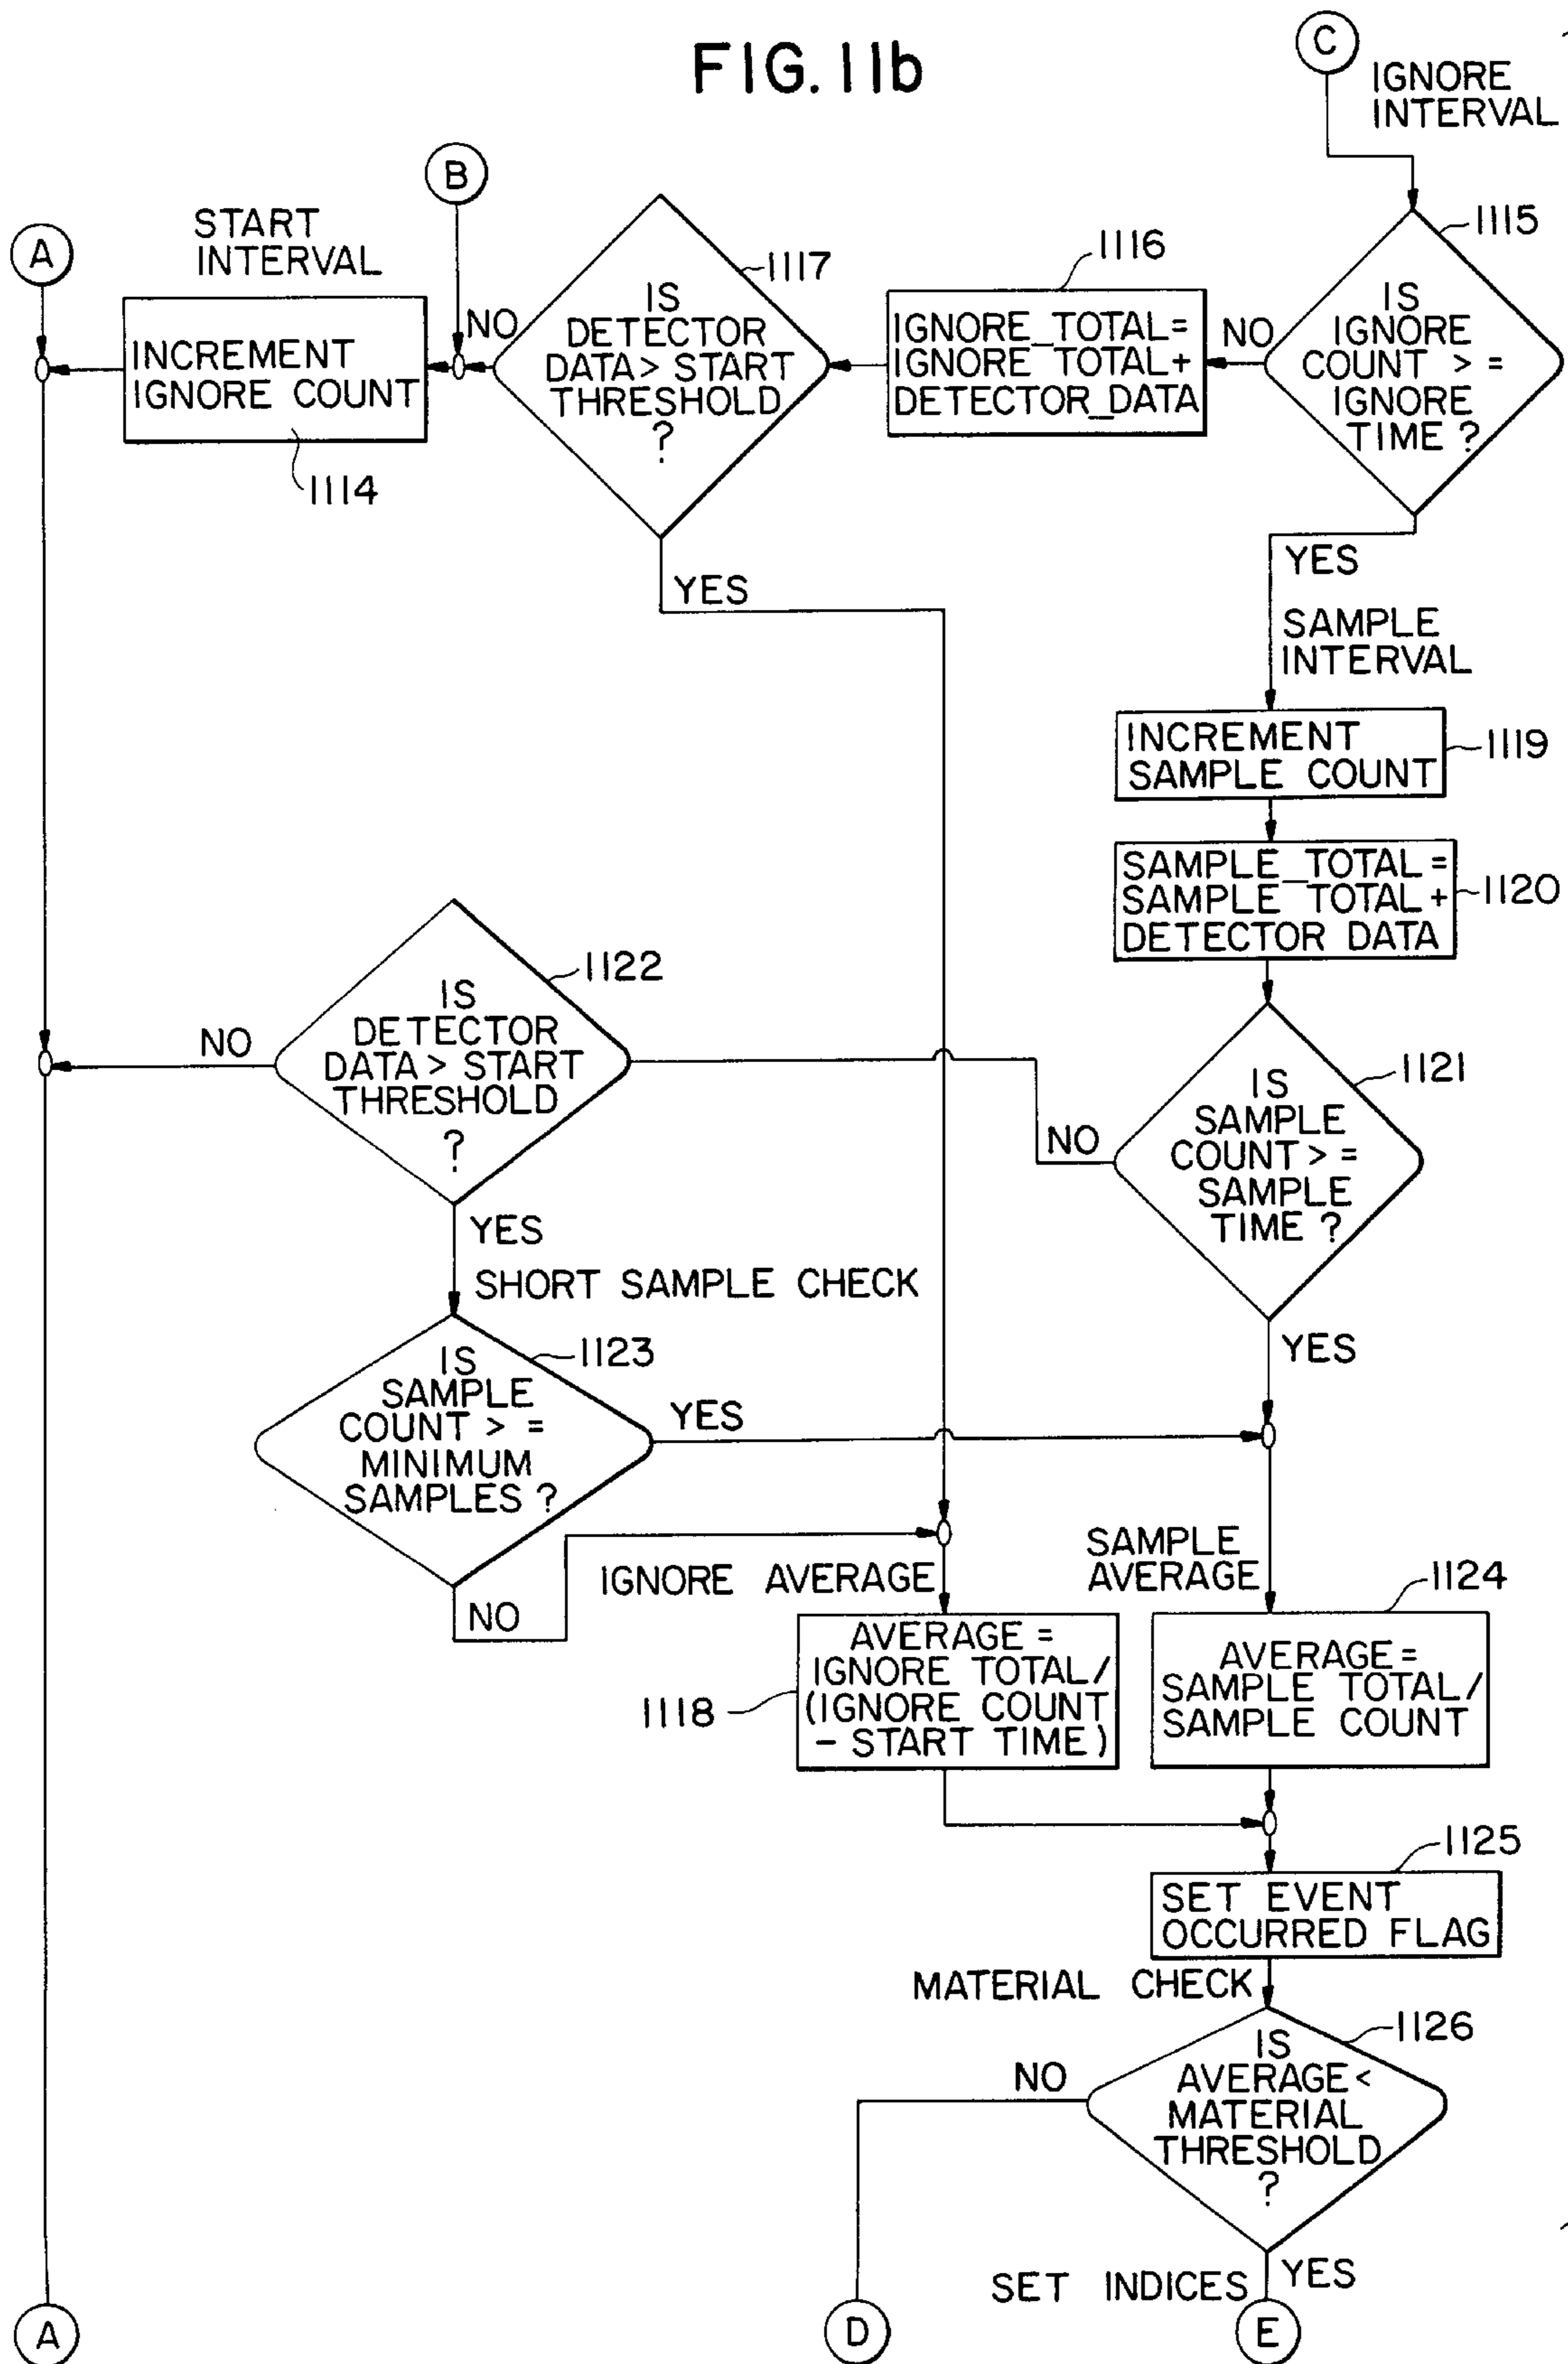 FIG. 11b
C
IGNORE
INTERVAL
B
A
START
INTERVAL
INCREMENT
IGNORE COUNT
1114
NO
IS
DETECTOR
DATA > START
THRESHOLD
?
1117
YES
1116
IGNORE_TOTAL =
IGNORE TOTAL +
DETECTOR_DATA
NO
1115
IS
IGNORE
COUNT > =
IGNORE
TIME ?
YES
SAMPLE
INTERVAL
INCREMENT
SAMPLE COUNT
1119
SAMPLE_TOTAL =
SAMPLE TOTAL +
DETECTOR DATA
1120
1122
IS
DETECTOR
DATA > START
THRESHOLD
?
NO
YES
1121
IS
SAMPLE
COUNT > =
SAMPLE
TIME ?
NO
YES
SHORT SAMPLE CHECK
1123
IS
SAMPLE
COUNT > =
MINIMUM
SAMPLES ?
YES
NO
IGNORE AVERAGE
SAMPLE
AVERAGE
1118
AVERAGE =
IGNORE TOTAL /
(IGNORE COUNT
- START TIME)
1124
AVERAGE =
SAMPLE TOTAL /
SAMPLE COUNT
1125
SET EVENT
OCCURRED FLAG
MATERIAL CHECK
1126
IS
AVERAGE <
MATERIAL
THRESHOLD
?
NO
SET INDICES
YES
A
D
E